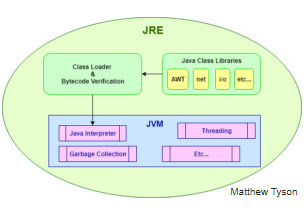 JRE
Class Loader
&
Bytecode Verification
Java Class Libraries
AWT
net
i/o
etc...
JVM
Java Interpreter
Threading
Garbage Collection
Etc...
Matthew Tyson